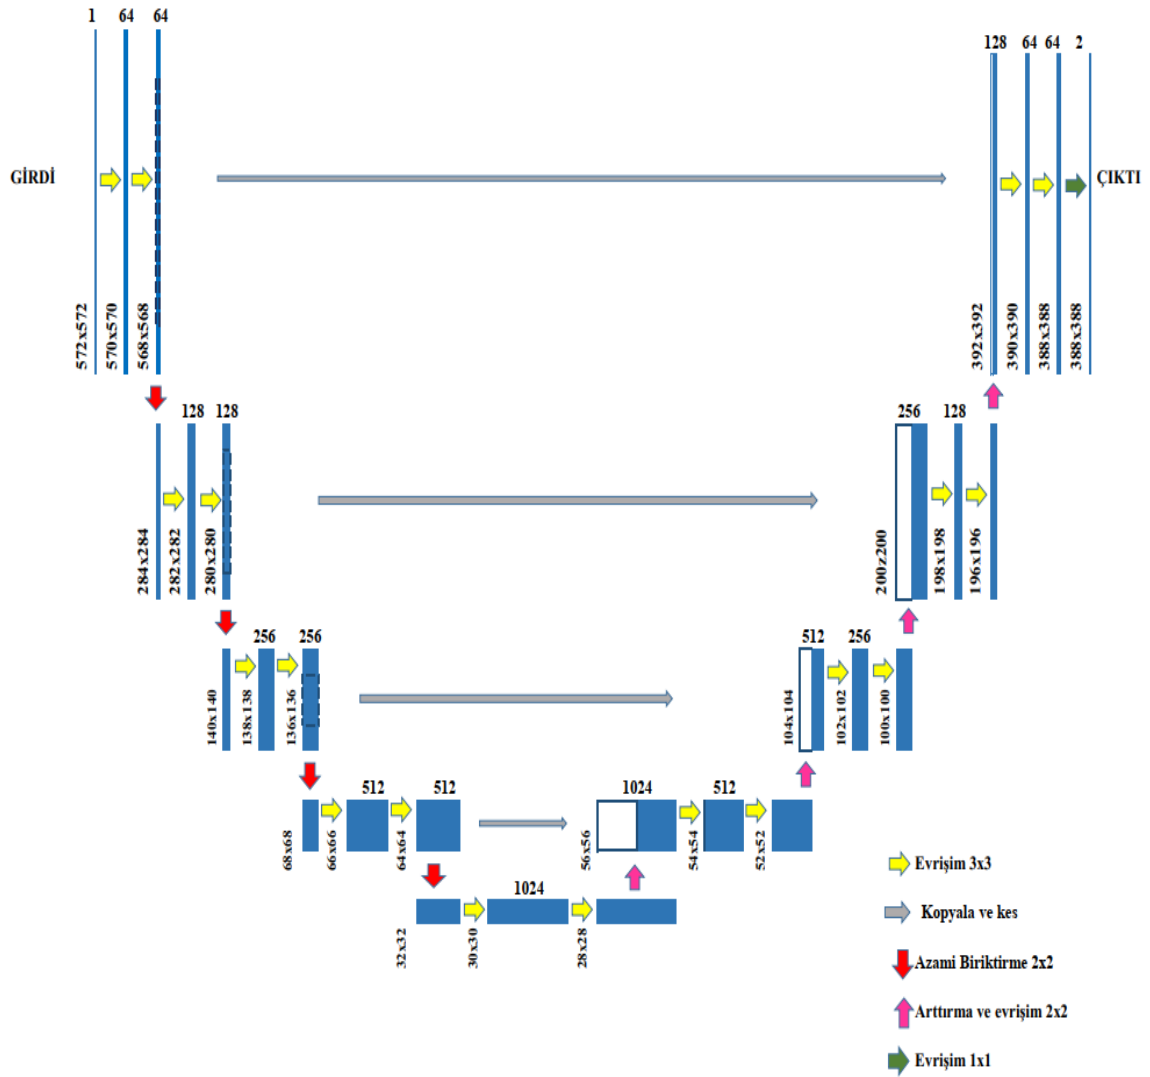 1 64 64
128 64 64 2
GİRDİ
ÇIKTI
572x572
570x570
568x568
392x392
390x390
388x388
388x388
128 128
256 128
284x284
282x282
280x280
200x200
198x198
196x196
256 256
512 256
140x140
138x138
136x136
104x104
102x102
100x100
512 512
1024 512
68x68
66x66
64x64
56x56
54x54
52x52
1024
32x32
30x30
28x28
Evrişim 3x3
Kopyala ve kes
Azami Biriktirme 2x2
Arttırma ve evrişim 2x2
Evrişim 1x1